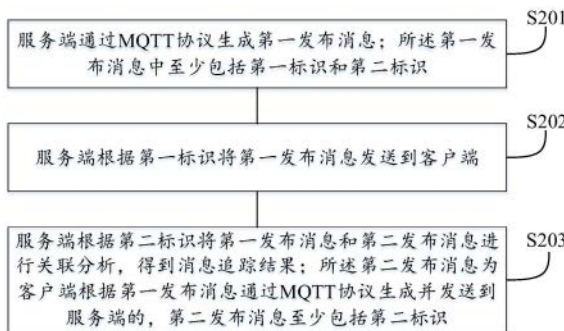 S201
服务端通过MQTT协议生成第一发布消息；所述第一发
布消息中至少包括第一标识和第二标识
S202
服务端根据第一标识将第一发布消息发送到客户端
S203
服务端根据第二标识将第一发布消息和第二发布消息进
行关联分析，得到消息追踪结果；所述第二发布消息为
客户端根据第一发布消息通过MQTT协议生成并发送到
服务端的，第二发布消息至少包括第二标识